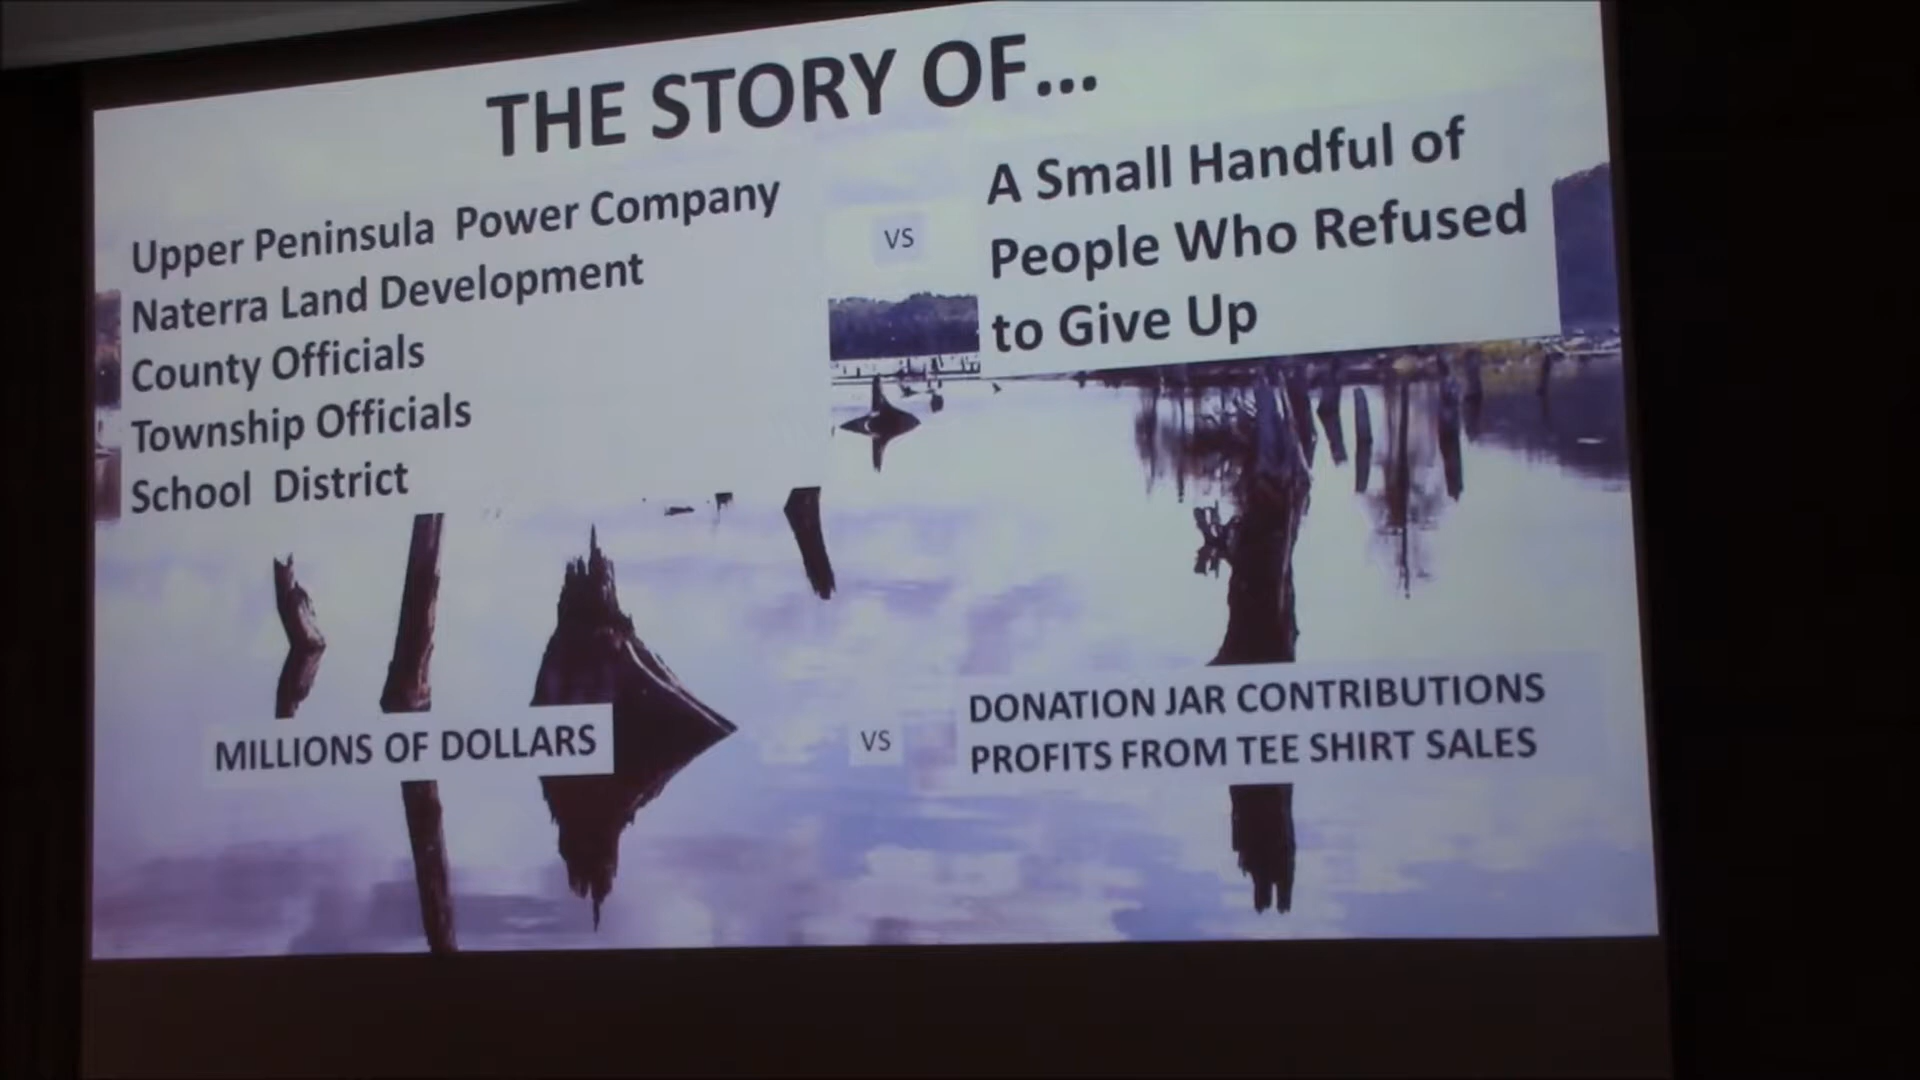 THE STORY OF...
Upper Peninsula Power Company
Naterra Land Development
County Officials
Township Officials
School District
VS
A Small Handful of
People Who Refused
to Give Up
MILLIONS OF DOLLARS
VS
DONATION JAR CONTRIBUTIONS
PROFITS FROM TEE SHIRT SALES